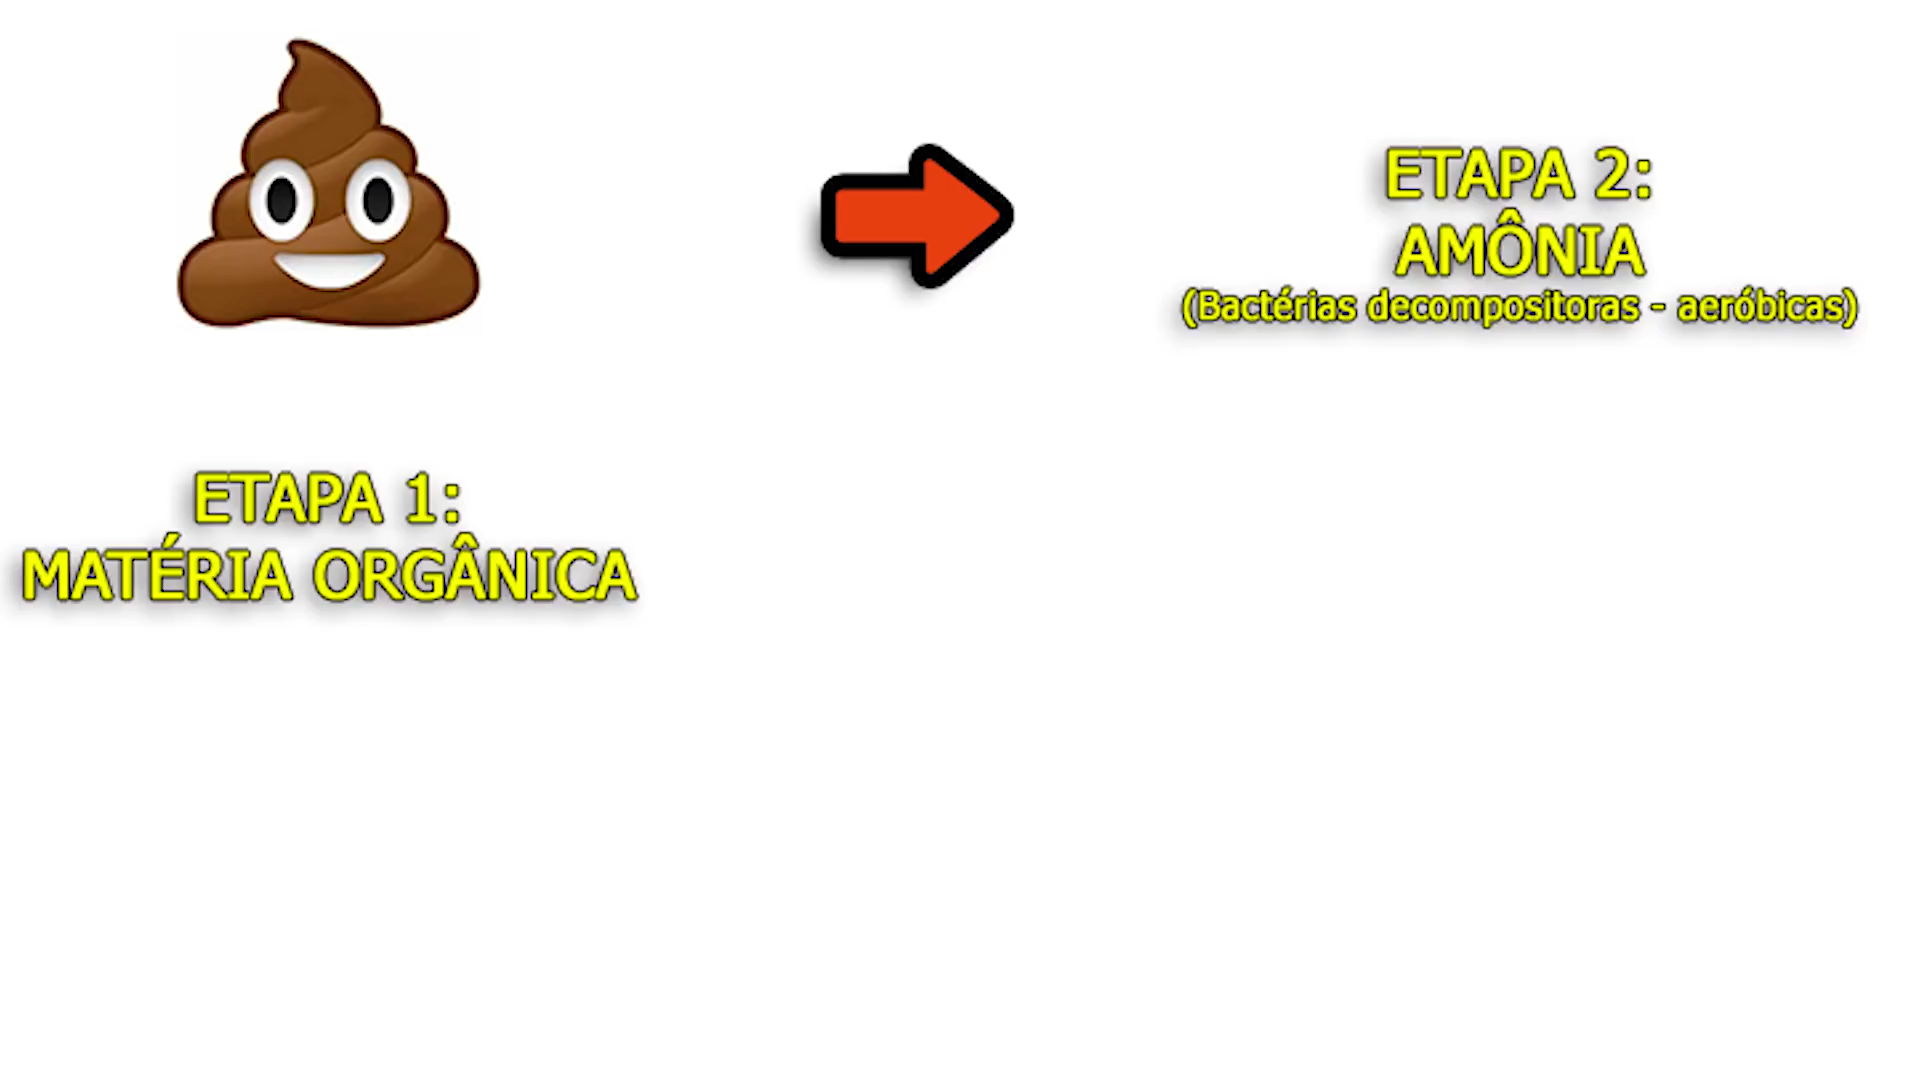 ETAPA 1:
MATÉRIA ORGÂNICA
ETAPA 2:
AMÔNIA
(Bactérias decompositoras - aeróbicas)